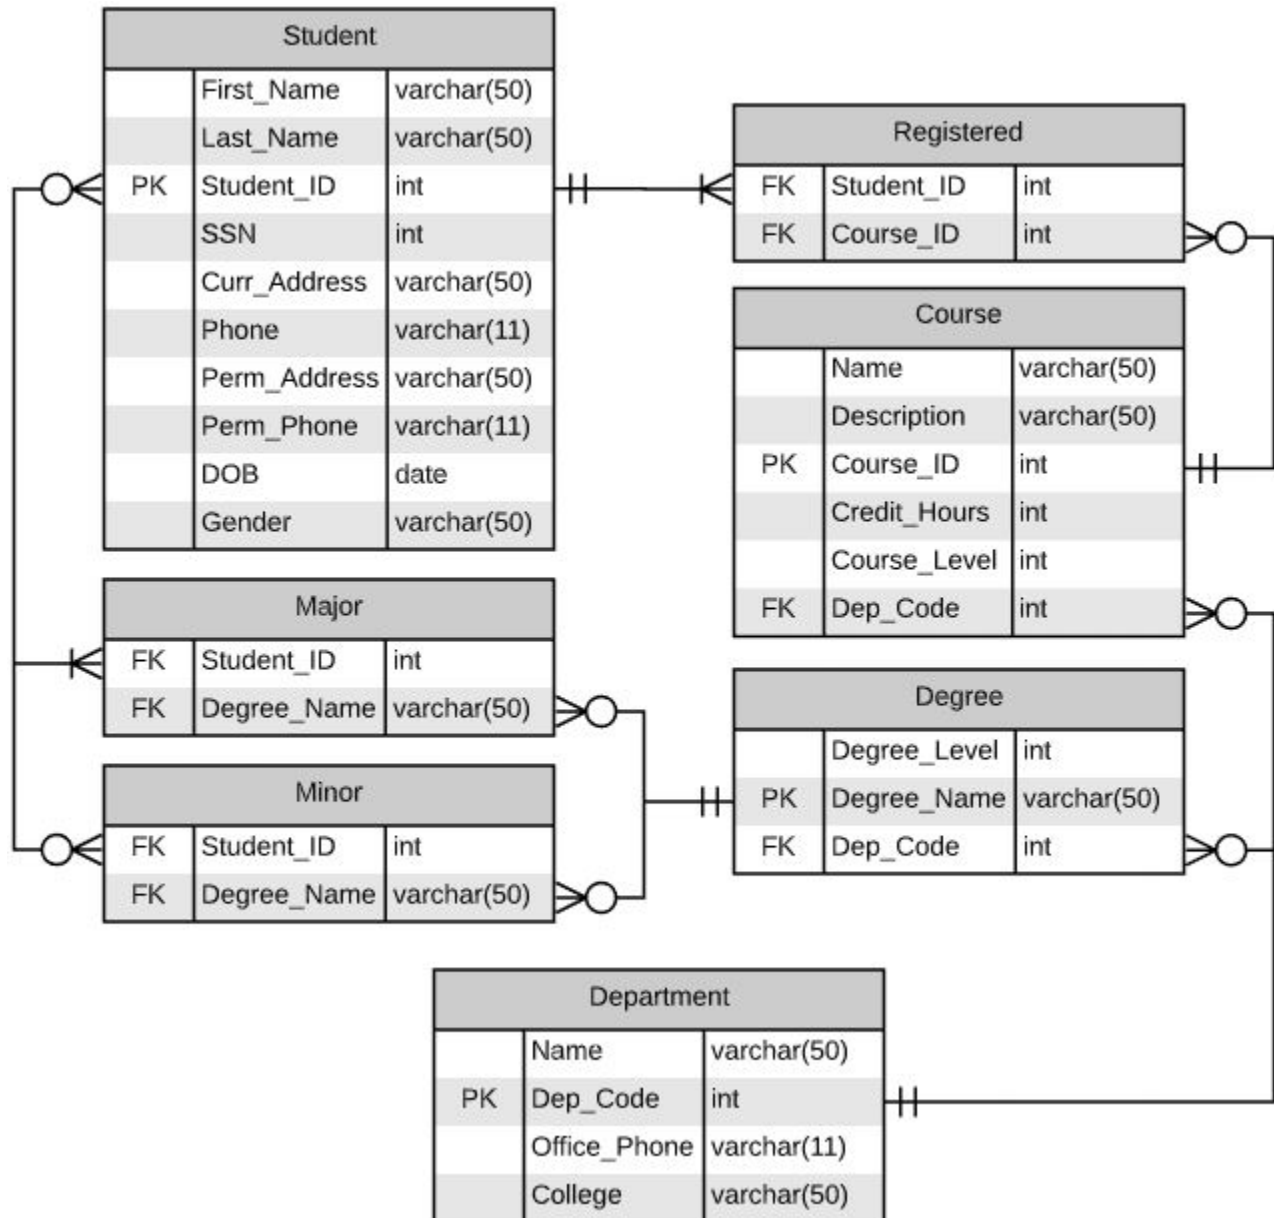 Student
First_Name varchar(50)
Last_Name varchar(50)
PK Student_ID int
SSN int
Curr_Address varchar(50)
Phone varchar(11)
Perm_Address varchar(50)
Perm_Phone varchar(11)
DOB date
Gender varchar(50)
Registered
FK Student_ID int
FK Course_ID int
Course
Name varchar(50)
Description varchar(50)
PK Course_ID int
Credit_Hours int
Course_Level int
FK Dep_Code int
Major
FK Student_ID int
FK Degree_Name varchar(50)
Minor
FK Student_ID int
FK Degree_Name varchar(50)
Degree
Degree_Level int
PK Degree_Name varchar(50)
FK Dep_Code int
Department
Name varchar(50)
PK Dep_Code int
Office_Phone varchar(11)
College varchar(50)